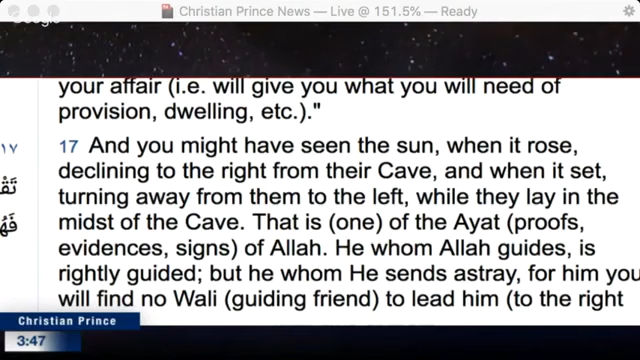 Christian Prince News — Live @ 151.5% — Ready
your affair (i.e. will give you what you will need of
provision, dwelling, etc.)."
١٧
17 And you might have seen the sun, when it rose,
declining to the right from their Cave, and when it set,
turning away from them to the left, while they lay in the
midst of the Cave. That is (one) of the Ayat (proofs,
evidences, signs) of Allah. He whom Allah guides, is
rightly guided; but he whom He sends astray, for him you
will find no Wali (guiding friend) to lead him (to the right
Christian Prince
3:47